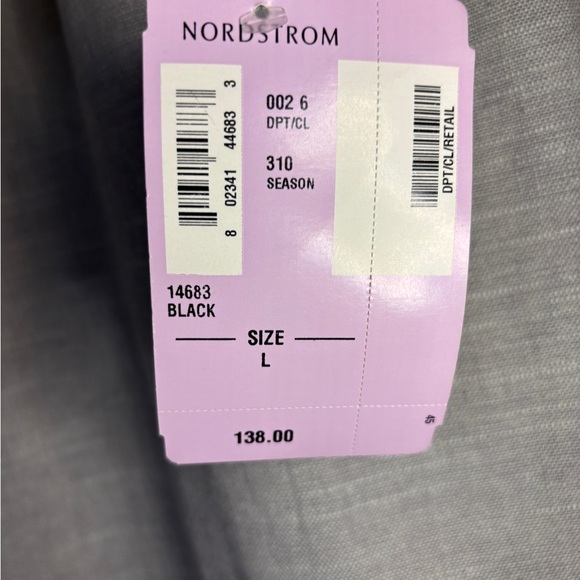 NORDSTROM
8 02341 44683 3
002 6
DPT/CL
310
SEASON
DPT/CL/RETAIL
14683
BLACK
SIZE
L
138.00
45